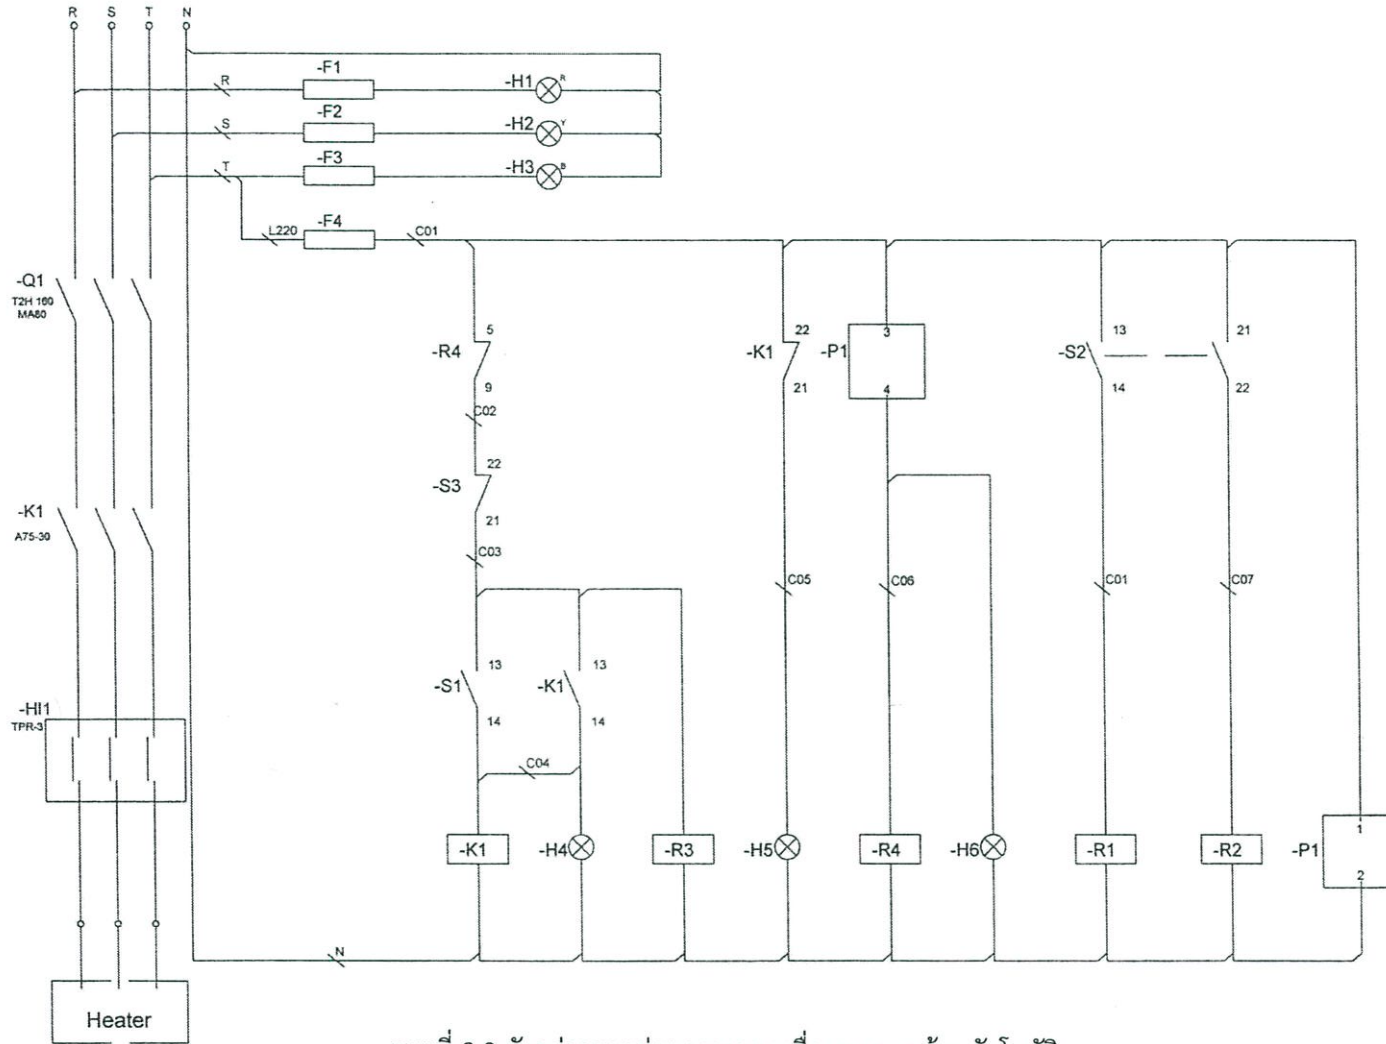 R S T N
-F1
R
-H1
R
-F2
S
-H2
Y
-F3
T
-H3
B
-F4
L220
C01
-Q1
T2H 160
MA80
5
-R4
9
C02
22
-S3
21
C03
22
-K1
21
3
-P1
4
13
-S2
14
21
22
-K1
A75-30
C05
C06
C01
C07
13
-S1
14
13
-K1
14
C04
-HI1
TPR-3
-K1
-H4
-R3
-H5
-R4
-H6
-R1
-R2
-P1
1
2
N
Heater